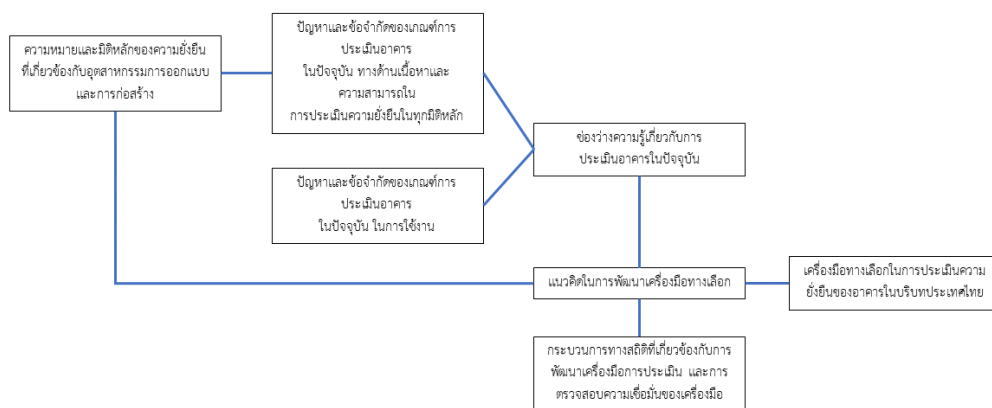 ความหมายและมิติหลักของความยั่งยืน
ที่เกี่ยวข้องกับอุตสาหกรรมการออกแบบ
และการก่อสร้าง
ปัญหาและข้อจำกัดของเกณฑ์การ
ประเมินอาคาร
ในปัจจุบัน ทางด้านเนื้อหาและ
ความสามารถใน
การประเมินความยั่งยืนในทุกมิติหลัก
ปัญหาและข้อจำกัดของเกณฑ์การ
ประเมินอาคาร
ในปัจจุบัน ในการใช้งาน
ช่องว่างความรู้เกี่ยวกับการ
ประเมินอาคารในปัจจุบัน
แนวคิดในการพัฒนาเครื่องมือทางเลือก
เครื่องมือทางเลือกในการประเมินความ
ยั่งยืนของอาคารในบริบทประเทศไทย
กระบวนการทางสถิติที่เกี่ยวข้องกับการ
พัฒนาเครื่องมือการประเมิน และการ
ตรวจสอบความเชื่อมั่นของเครื่องมือ